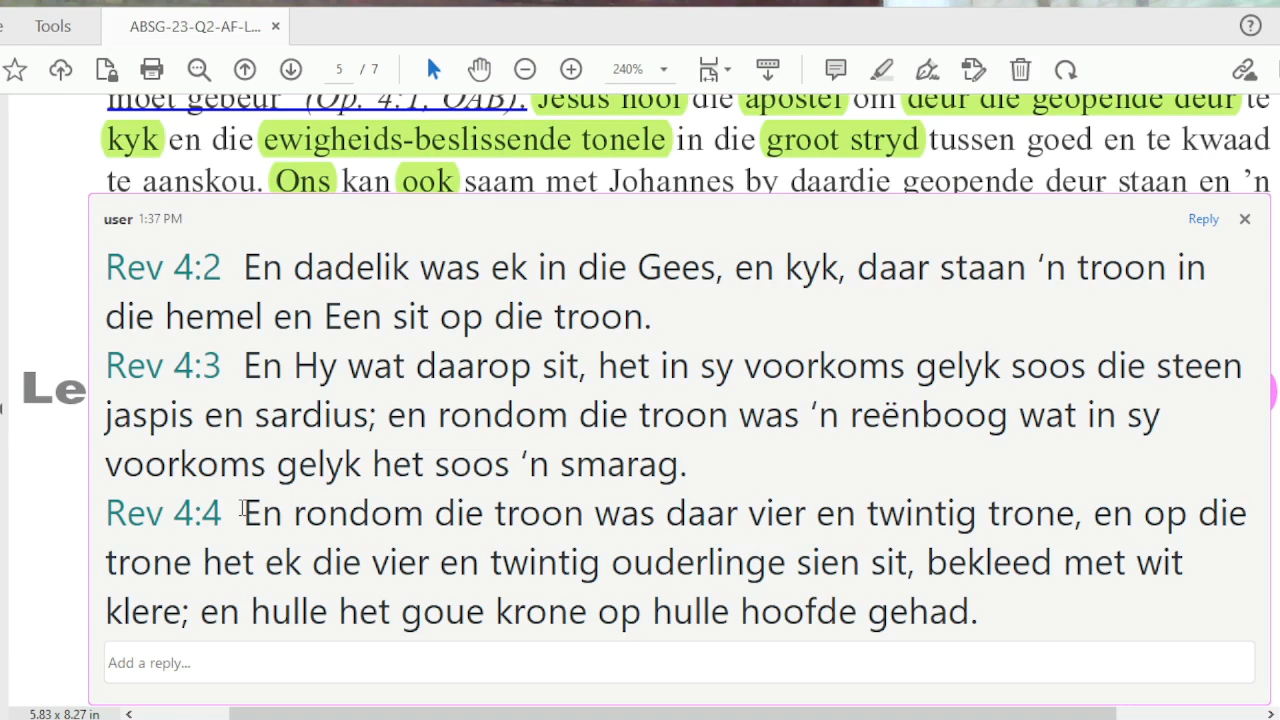 Tools
ABSG-23-Q2-AF-L... ×
5 / 7
240%
moet gebeur" (Op. 4:1, OAB). Jesus nooi die apostel om deur die geopende deur te
kyk en die ewigheids-beslissende tonele in die groot stryd tussen goed en te kwaad
te aanskou. Ons kan ook saam met Johannes by daardie geopende deur staan en ’n
user 1:37 PM
Reply
Rev 4:2 En dadelik was ek in die Gees, en kyk, daar staan ‘n troon in
die hemel en Een sit op die troon.
Rev 4:3 En Hy wat daarop sit, het in sy voorkoms gelyk soos die steen
jaspis en sardius; en rondom die troon was ‘n reënboog wat in sy
voorkoms gelyk het soos ‘n smarag.
Le
Rev 4:4 En rondom die troon was daar vier en twintig trone, en op die
trone het ek die vier en twintig ouderlinge sien sit, bekleed met wit
klere; en hulle het goue krone op hulle hoofde gehad.
Add a reply...
5.83 x 8.27 in